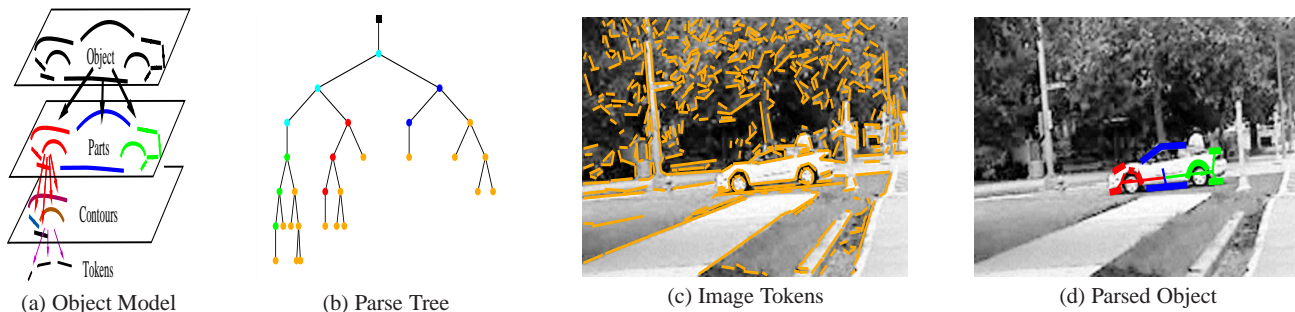 Object
Parts
Contours
Tokens
(a) Object Model
(b) Parse Tree
(c) Image Tokens
(d) Parsed Object